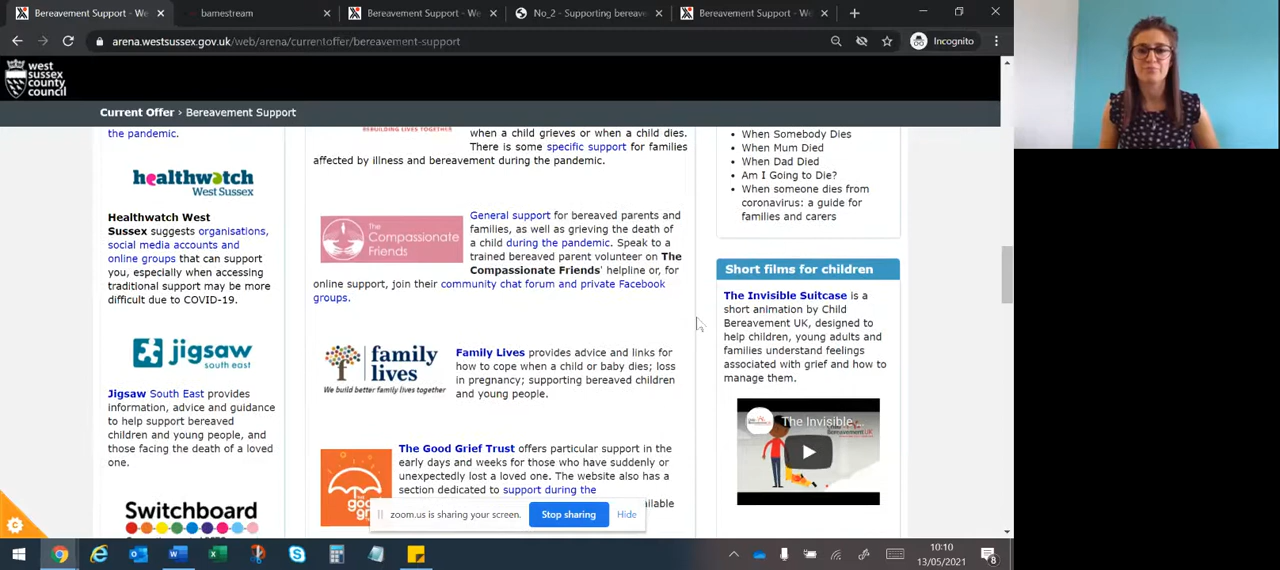 Bereavement Support - We
bamestream
Bereavement Support - We
No_2 - Supporting bereav
Bereavement Support - We
arena.westsussex.gov.uk/web/arena/currentoffer/bereavement-support
Incognito
west
sussex
county
council
Current Offer › Bereavement Support
the pandemic.
healthwatch
West Sussex
Healthwatch West
Sussex suggests organisations,
social media accounts and
online groups that can support
you, especially when accessing
traditional support may be more
difficult due to COVID-19.
jigsaw
south east
Jigsaw South East provides
information, advice and guidance
to help support bereaved
children and young people, and
those facing the death of a loved
one.
Switchboard
REBUILDING LIVES TOGETHER
when a child grieves or when a child dies.
There is some specific support for families
affected by illness and bereavement during the pandemic.
The
Compassionate
Friends
General support for bereaved parents and
families, as well as grieving the death of
a child during the pandemic. Speak to a
trained bereaved parent volunteer on The
Compassionate Friends' helpline or, for
online support, join their community chat forum and private Facebook
groups.
family
lives
We build better family lives together
Family Lives provides advice and links for
how to cope when a child or baby dies; loss
in pregnancy; supporting bereaved children
and young people.
The Good Grief Trust offers particular support in the
early days and weeks for those who have suddenly or
unexpectedly lost a loved one. The website also has a
section dedicated to support during the
ailable
the
goo
gr
When Somebody Dies
When Mum Died
When Dad Died
Am I Going to Die?
When someone dies from
coronavirus: a guide for
families and carers
Short films for children
The Invisible Suitcase is a
short animation by Child
Bereavement UK, designed to
help children, young adults and
families understand feelings
associated with grief and how to
manage them.
The Invisible ...
zoom.us is sharing your screen.
Stop sharing
Hide
10:10
13/05/2021
8